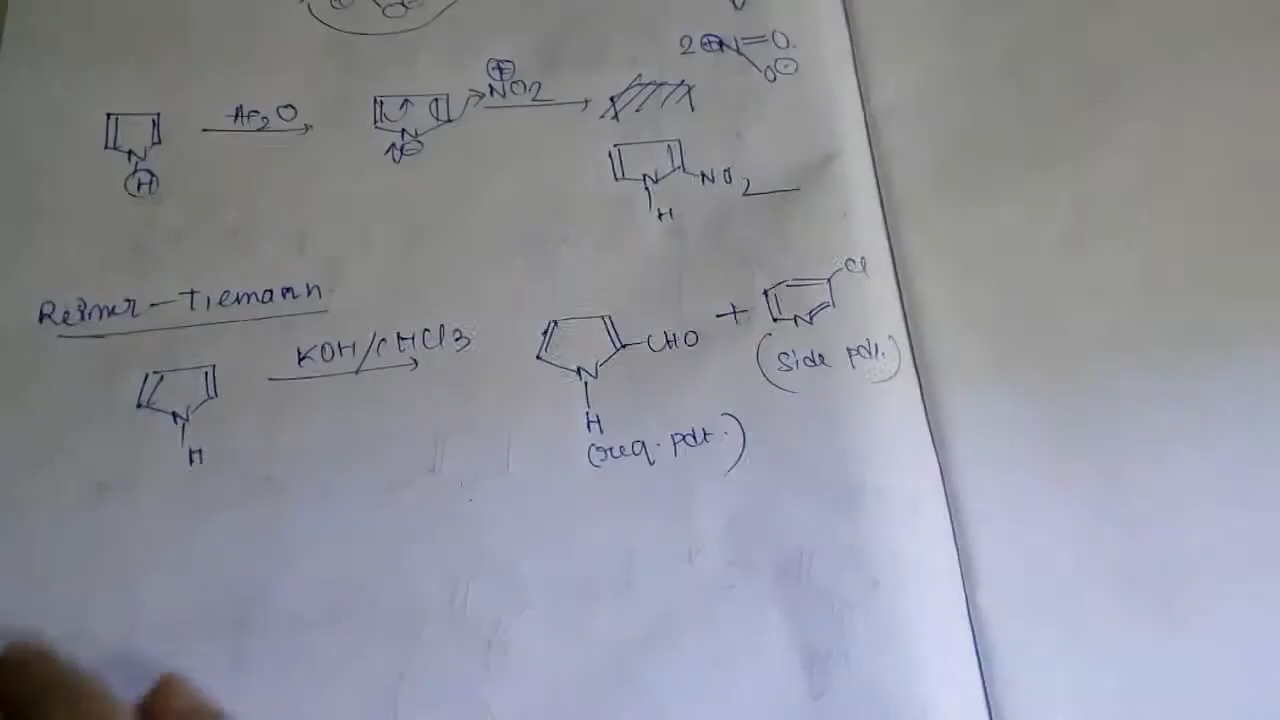 2 ⊕N=O
O⊖
⊕
NO2
Ac2O
N⊖
N
H
N
H
NO2
Reimer-Tiemann
KOH/CHCl3
N
H
N
H
CHO
+
N
Cl
(Side pdt.)
(req. pdt.)